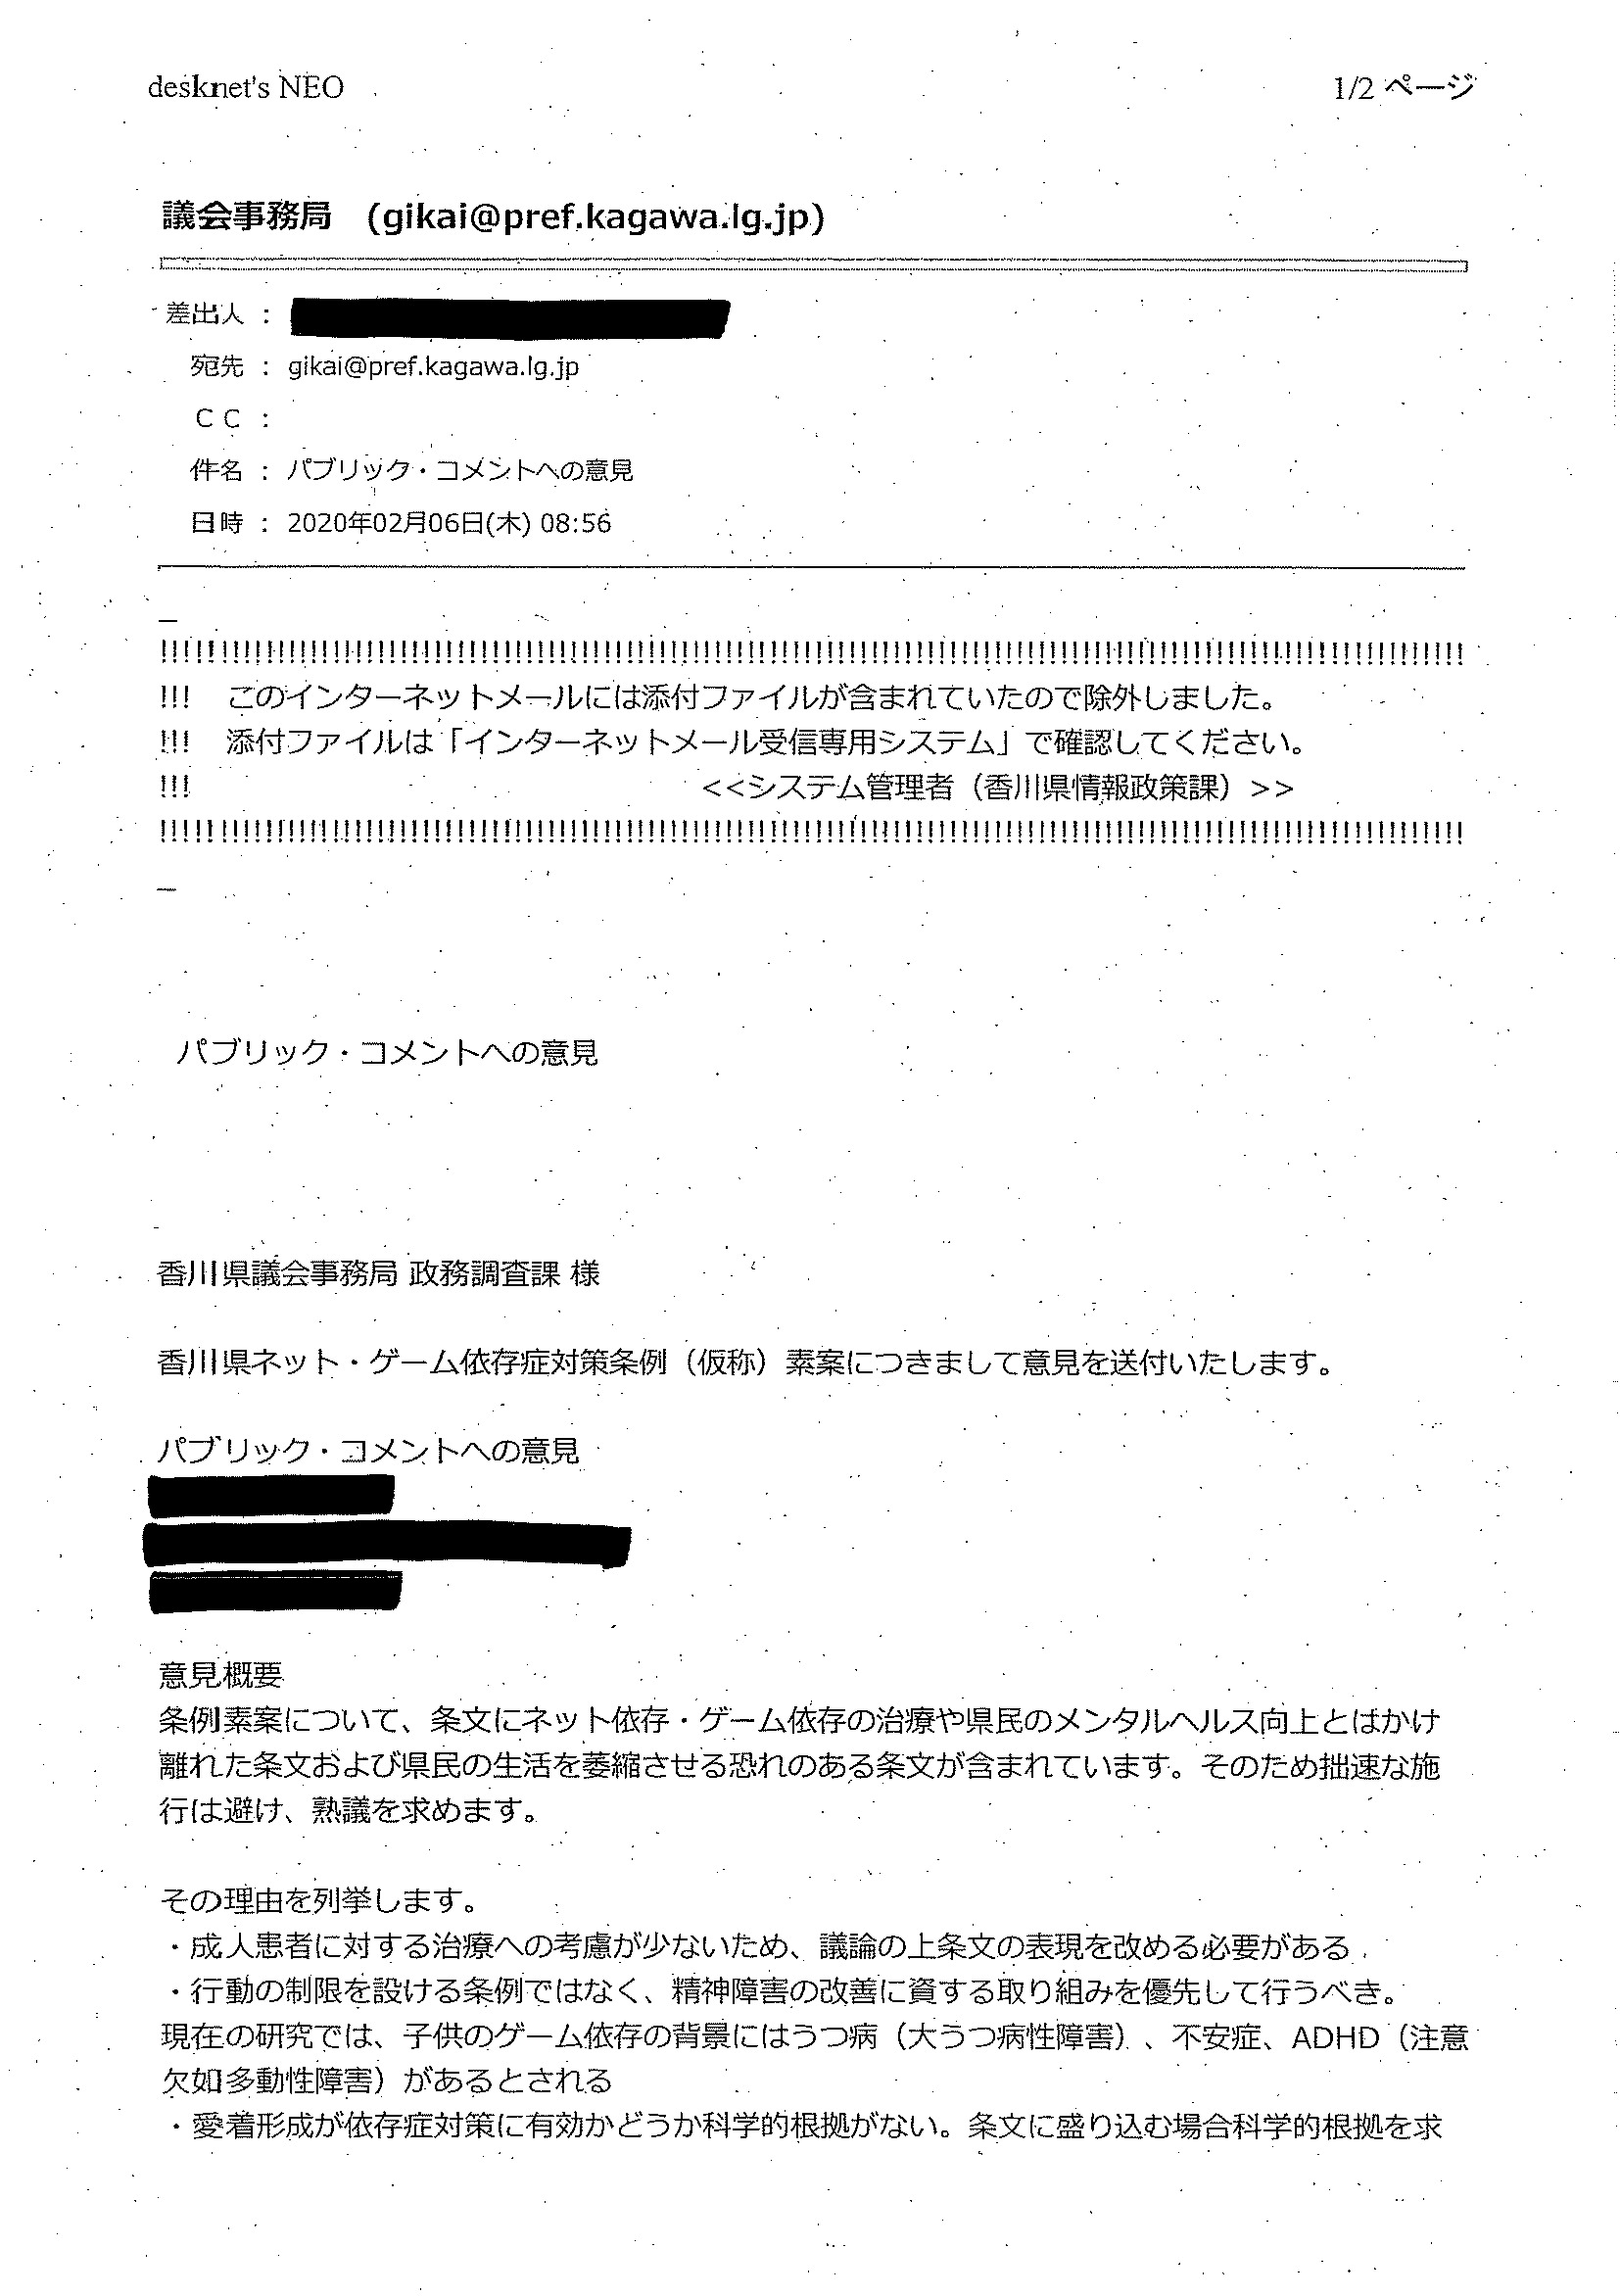 desknet's NEO
1/2 ページ
議会事務局　(gikai@pref.kagawa.lg.jp)
差出人 ：
宛先 ： gikai@pref.kagawa.lg.jp
ＣＣ ：
件名 ： パブリック・コメントへの意見
日時 ： 2020年02月06日(木) 08:56
_
!!!!!!!!!!!!!!!!!!!!!!!!!!!!!!!!!!!!!!!!!!!!!!!!!!!!!!!!!!!!!!!!!!!!!!!!!!!!!!!!!!!!!!!!!!!!!!!!!!!!!!!!
!!!　このインターネットメールには添付ファイルが含まれていたので除外しました。
!!!　添付ファイルは「インターネットメール受信専用システム」で確認してください。
!!!　　　　　　　　　　　　　　　　　<<システム管理者（香川県情報政策課）>>
!!!!!!!!!!!!!!!!!!!!!!!!!!!!!!!!!!!!!!!!!!!!!!!!!!!!!!!!!!!!!!!!!!!!!!!!!!!!!!!!!!!!!!!!!!!!!!!!!!!!!!!!
_
パブリック・コメントへの意見
香川県議会事務局 政務調査課 様
香川県ネット・ゲーム依存症対策条例（仮称）素案につきまして意見を送付いたします。
パブリック・コメントへの意見
意見概要
条例素案について、条文にネット依存・ゲーム依存の治療や県民のメンタルヘルス向上とはかけ
離れた条文および県民の生活を萎縮させる恐れのある条文が含まれています。そのため拙速な施
行は避け、熟議を求めます。
その理由を列挙します。
・成人患者に対する治療への考慮が少ないため、議論の上条文の表現を改める必要がある
・行動の制限を設ける条例ではなく、精神障害の改善に資する取り組みを優先して行うべき。
現在の研究では、子供のゲーム依存の背景にはうつ病（大うつ病性障害）、不安症、ADHD（注意
欠如多動性障害）があるとされる
・愛着形成が依存症対策に有効かどうか科学的根拠がない。条文に盛り込む場合科学的根拠を求